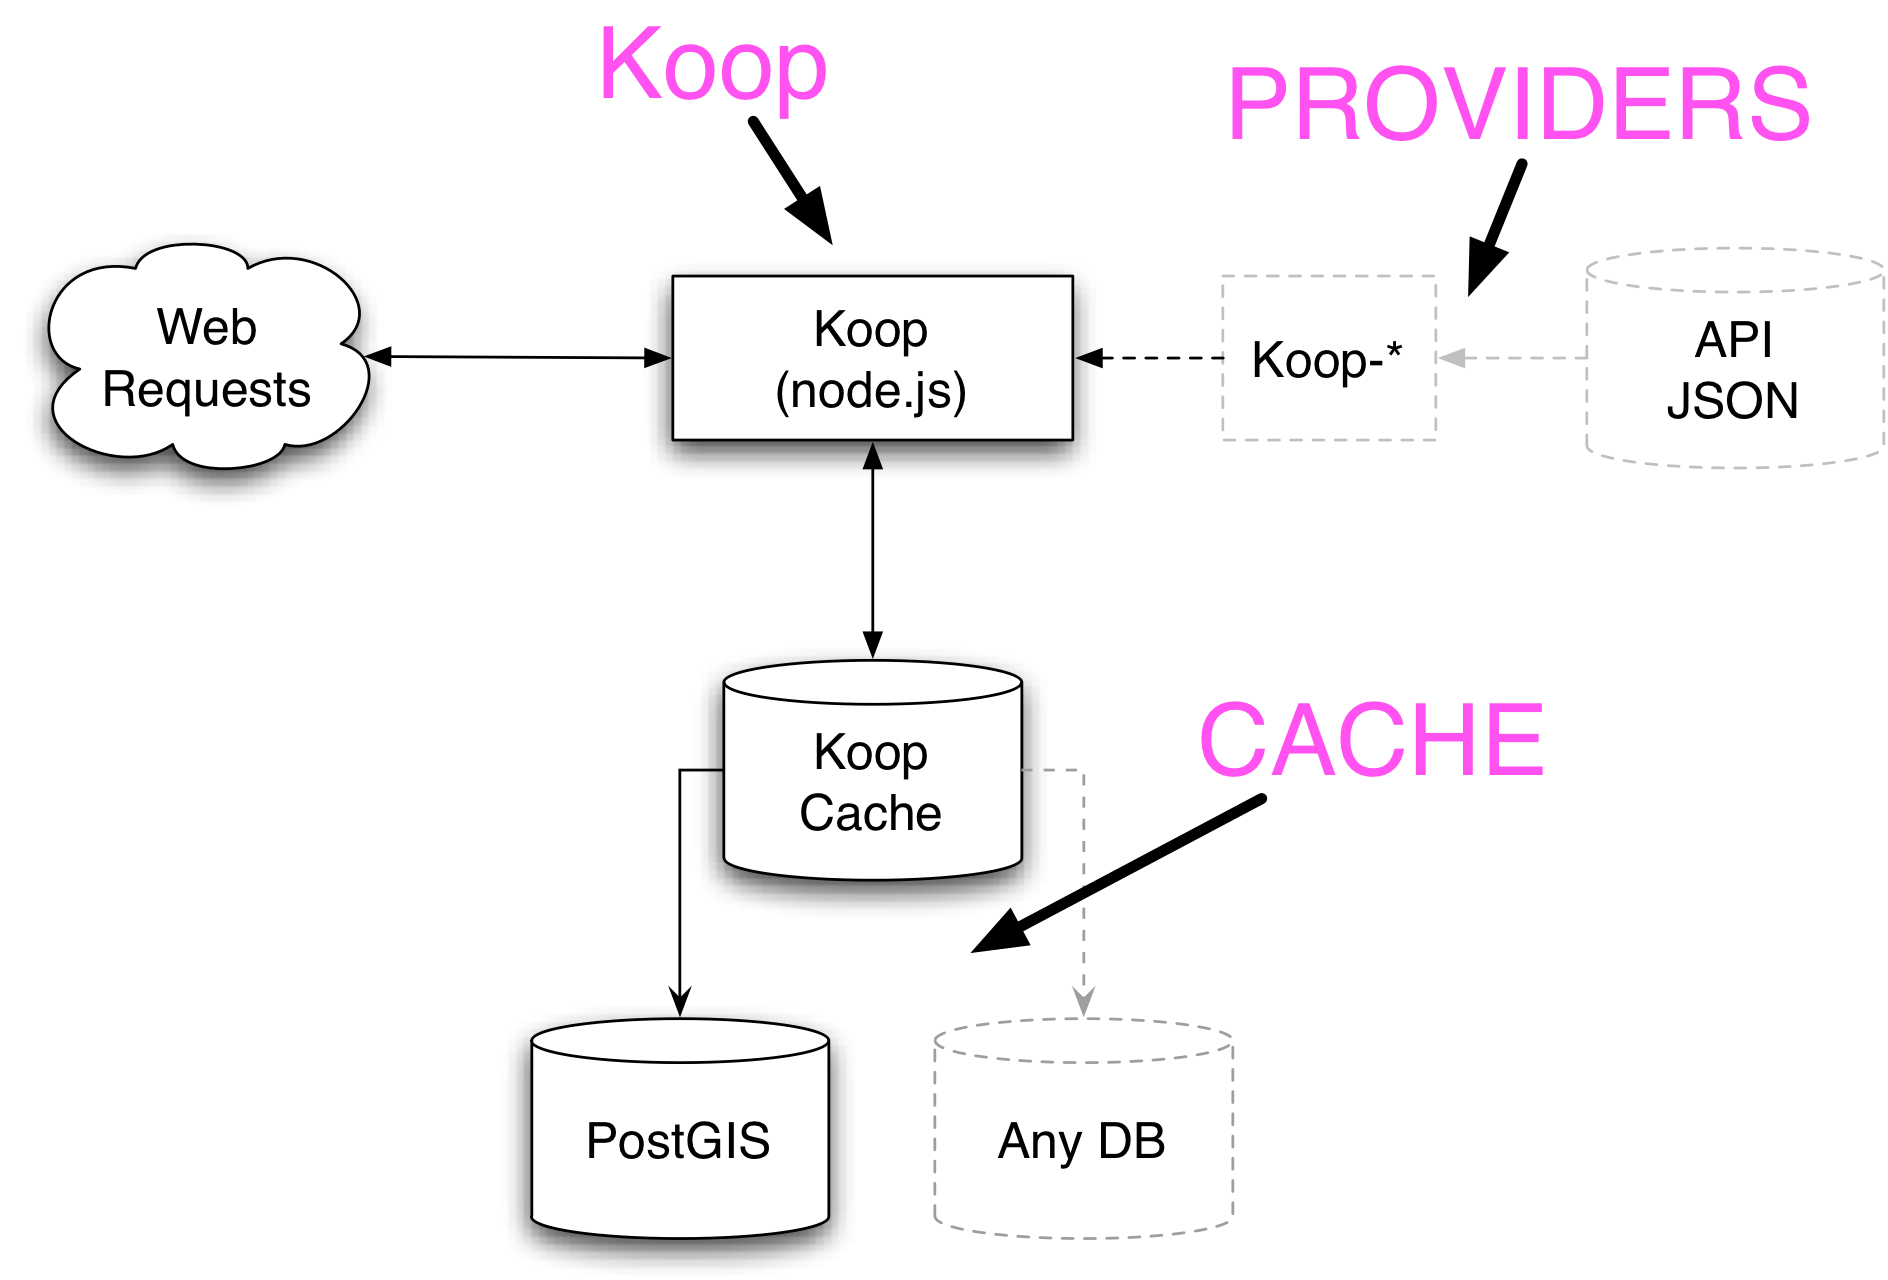 Koop
PROVIDERS
Web
Requests
Koop
(node.js)
Koop-*
API
JSON
Koop
Cache
CACHE
PostGIS
Any DB